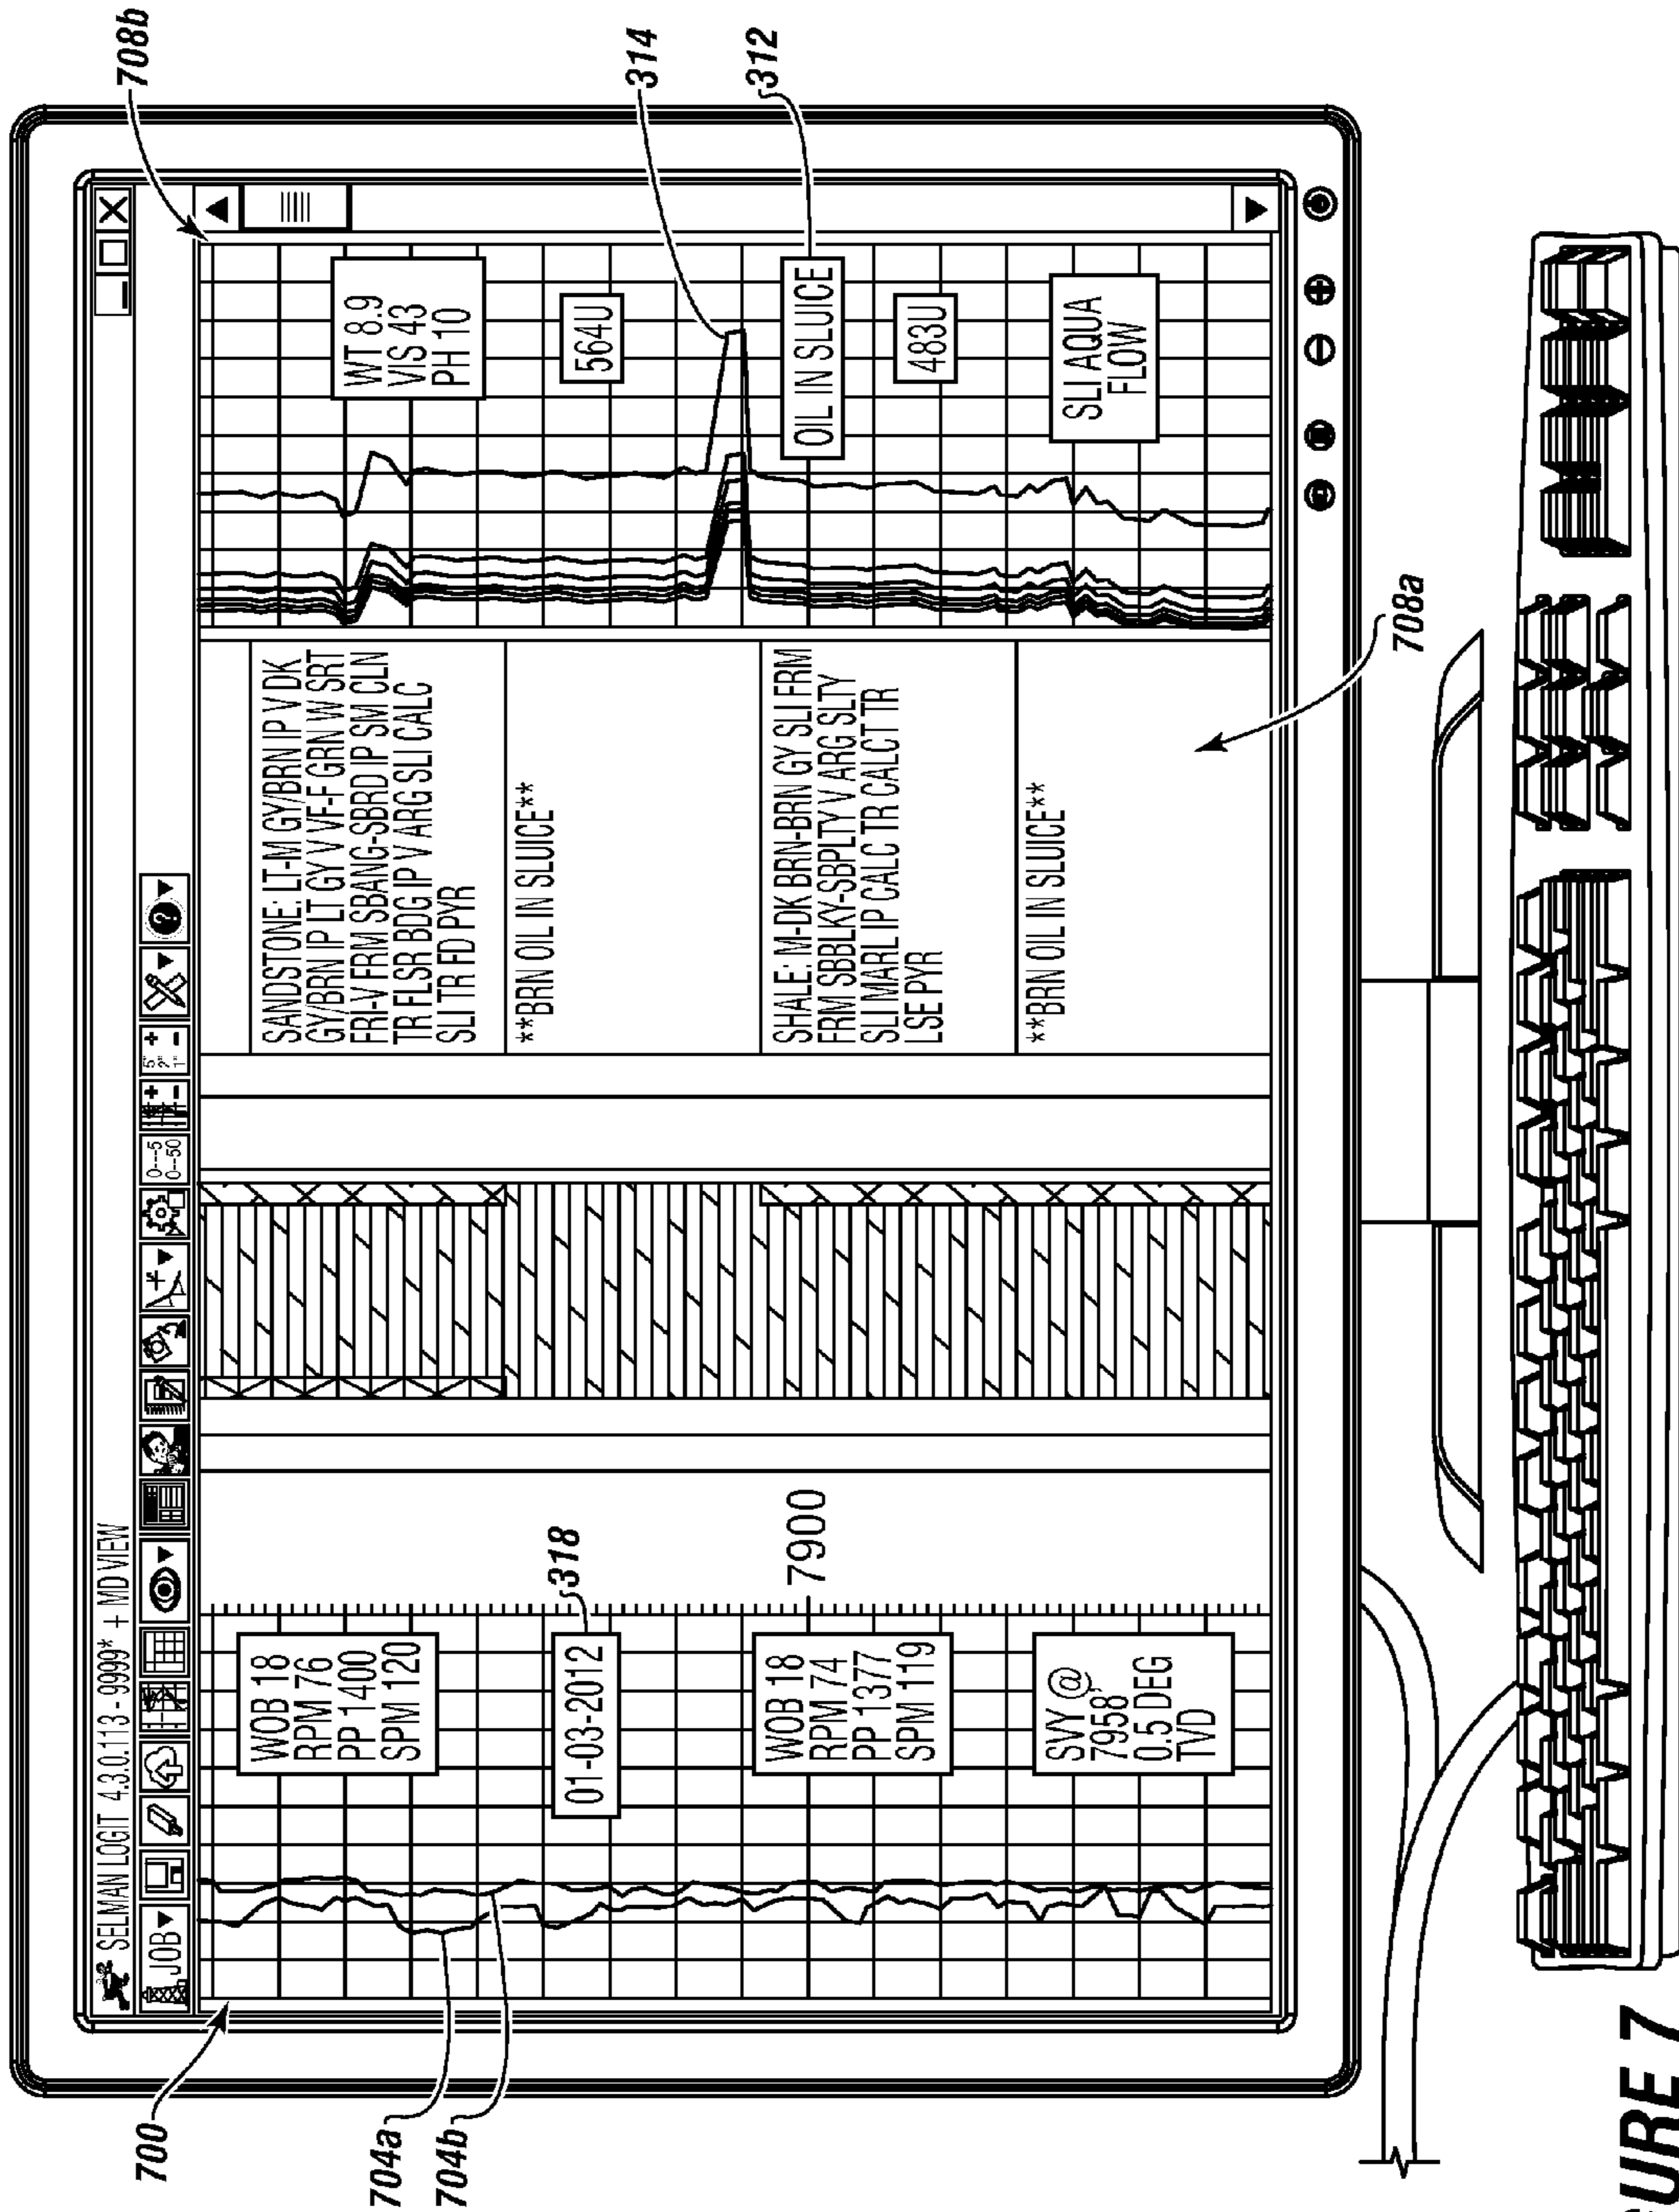 SELMAN LOGIT 4.3.0.113 - 9999* + MD VIEW
JOB
0---5
0--50
5"
2"
1"
?
700
704a
704b
708b
314
312
318
708a
WOB 18
RPM 76
PP 1400
SPM 120
01-03-2012
WOB 18
RPM 74
PP 1377
SPM 119
SVY @
7958'
0.5 DEG
TVD
7900
SANDSTONE: LT-M GY/BRN IP V DK
GY/BRN IP LT GY V VF-F GRN W SRT
FRI-V FRM SBANG-SBRD IP SM CLN
TR FLSR BDG IP V ARG SLI CALC
SLI TR FD PYR
**BRN OIL IN SLUICE**
SHALE: M-DK BRN-BRN GY SLI FRM
FRM SBBLKY-SBPLTY V ARG SLTY
SLI MARL IP CALC TR CALCT TR
LSE PYR
**BRN OIL IN SLUICE**
WT 8.9
VIS 43
PH 10
564U
OIL IN SLUICE
483U
SLI AQUA
FLOW
URE 7